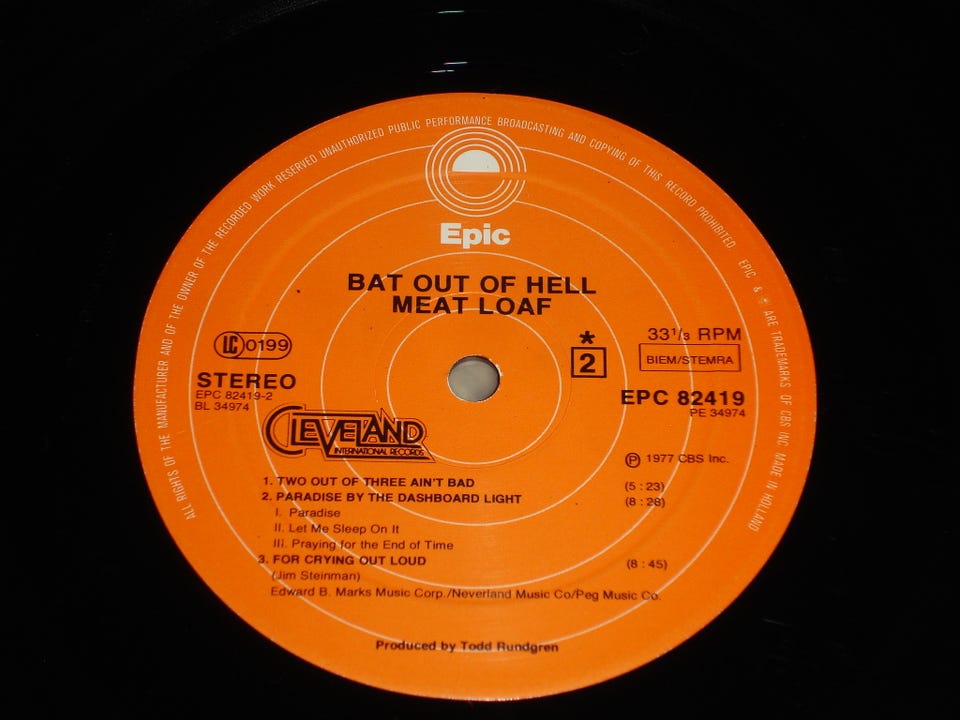 ALL RIGHTS OF THE MANUFACTURER AND OF THE OWNER OF THE RECORDED WORK RESERVED UNAUTHORIZED PUBLIC PERFORMANCE BROADCASTING AND COPYING OF THIS RECORD PROHIBITED EPIC & ARE TRADEMARKS OF CBS INC MADE IN HOLLAND
Epic
BAT OUT OF HELL
MEAT LOAF
LC 0199
STEREO
EPC 82419-2
BL 34974
*
2
33 1/3 RPM
BIEM/STEMRA
EPC 82419
PE 34974
CLEVELAND
INTERNATIONAL RECORDS
Ⓟ 1977 CBS Inc.
1. TWO OUT OF THREE AIN'T BAD (5 : 23)
2. PARADISE BY THE DASHBOARD LIGHT (8 : 28)
I. Paradise
II. Let Me Sleep On It
III. Praying for the End of Time
3. FOR CRYING OUT LOUD (8 : 45)
(Jim Steinman)
Edward B. Marks Music Corp./Neverland Music Co/Peg Music Co.
Produced by Todd Rundgren